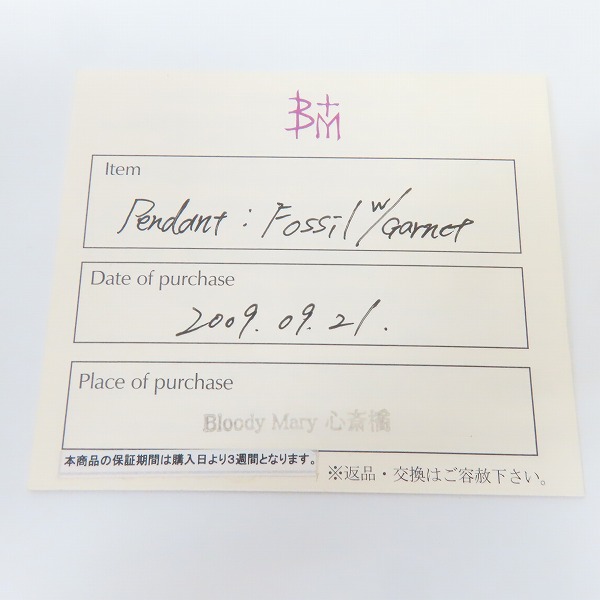 B+M
Item
Pendant : Fossil w/Garnet
Date of purchase
2009. 09. 21.
Place of purchase
Bloody Mary 心斎橋
本商品の保証期間は購入日より3週間となります。
※返品・交換はご容赦下さい。